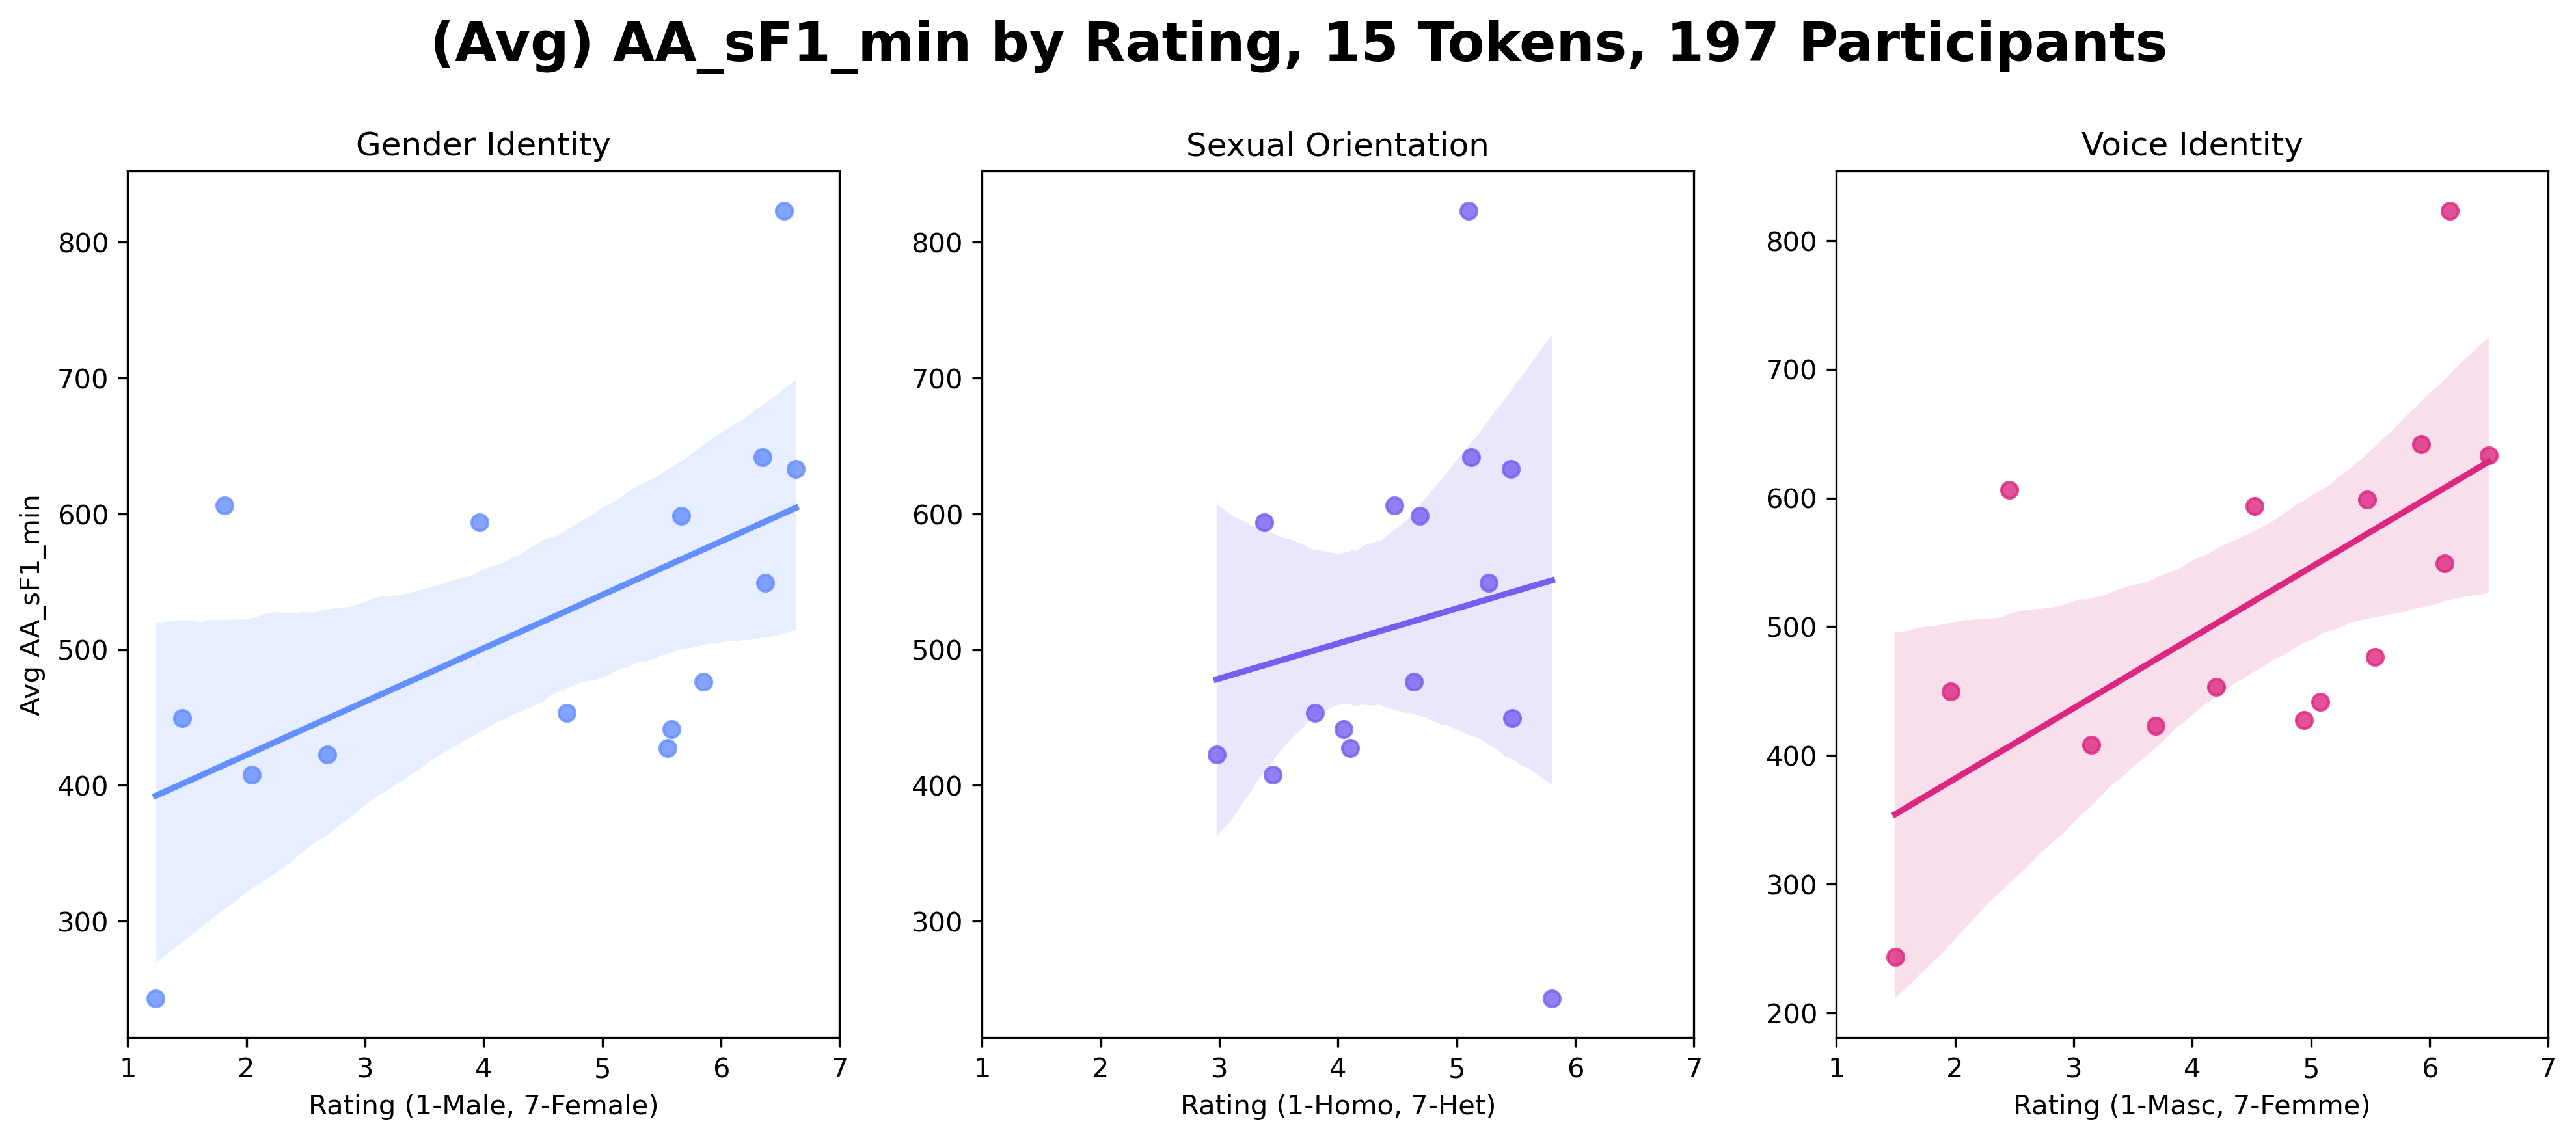 (Avg) AA_sF1_min by Rating, 15 Tokens, 197 Participants
Gender Identity
Sexual Orientation
Voice Identity
Avg AA_sF1_min
800
700
600
500
400
300
1 2 3 4 5 6 7
Rating (1-Male, 7-Female)
800
700
600
500
400
300
1 2 3 4 5 6 7
Rating (1-Homo, 7-Het)
800
700
600
500
400
300
200
1 2 3 4 5 6 7
Rating (1-Masc, 7-Femme)